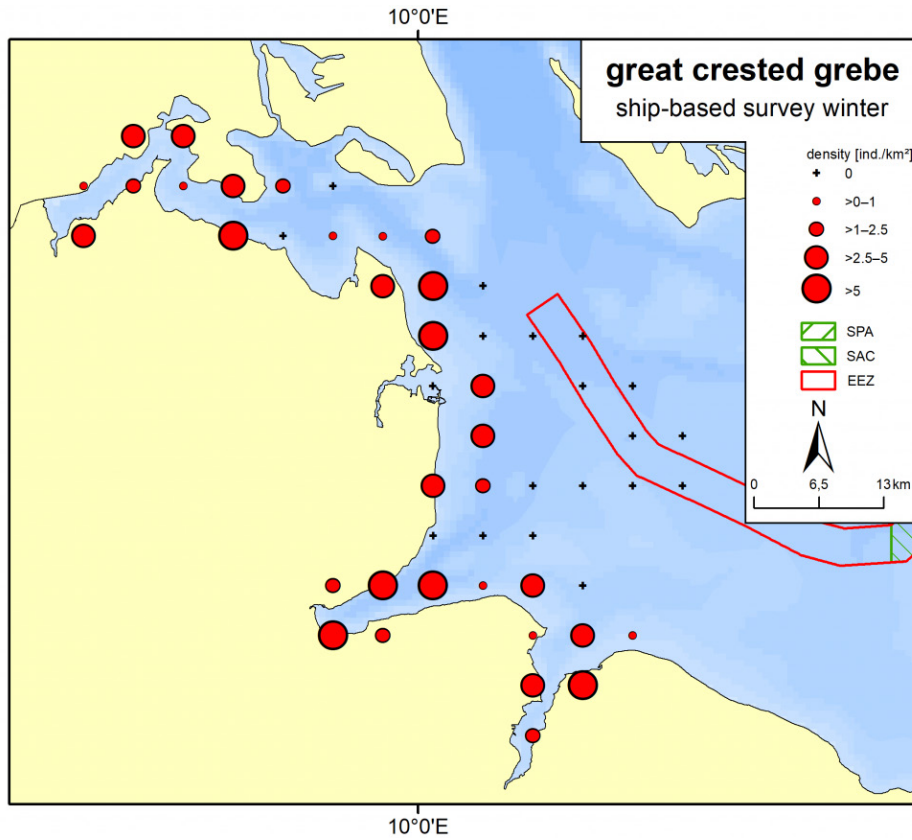 10°0'E
great crested grebe
ship-based survey winter
density [ind./km²]
0
>0–1
>1–2.5
>2.5–5
>5
SPA
SAC
EEZ
N
0 6,5 13 km
10°0'E